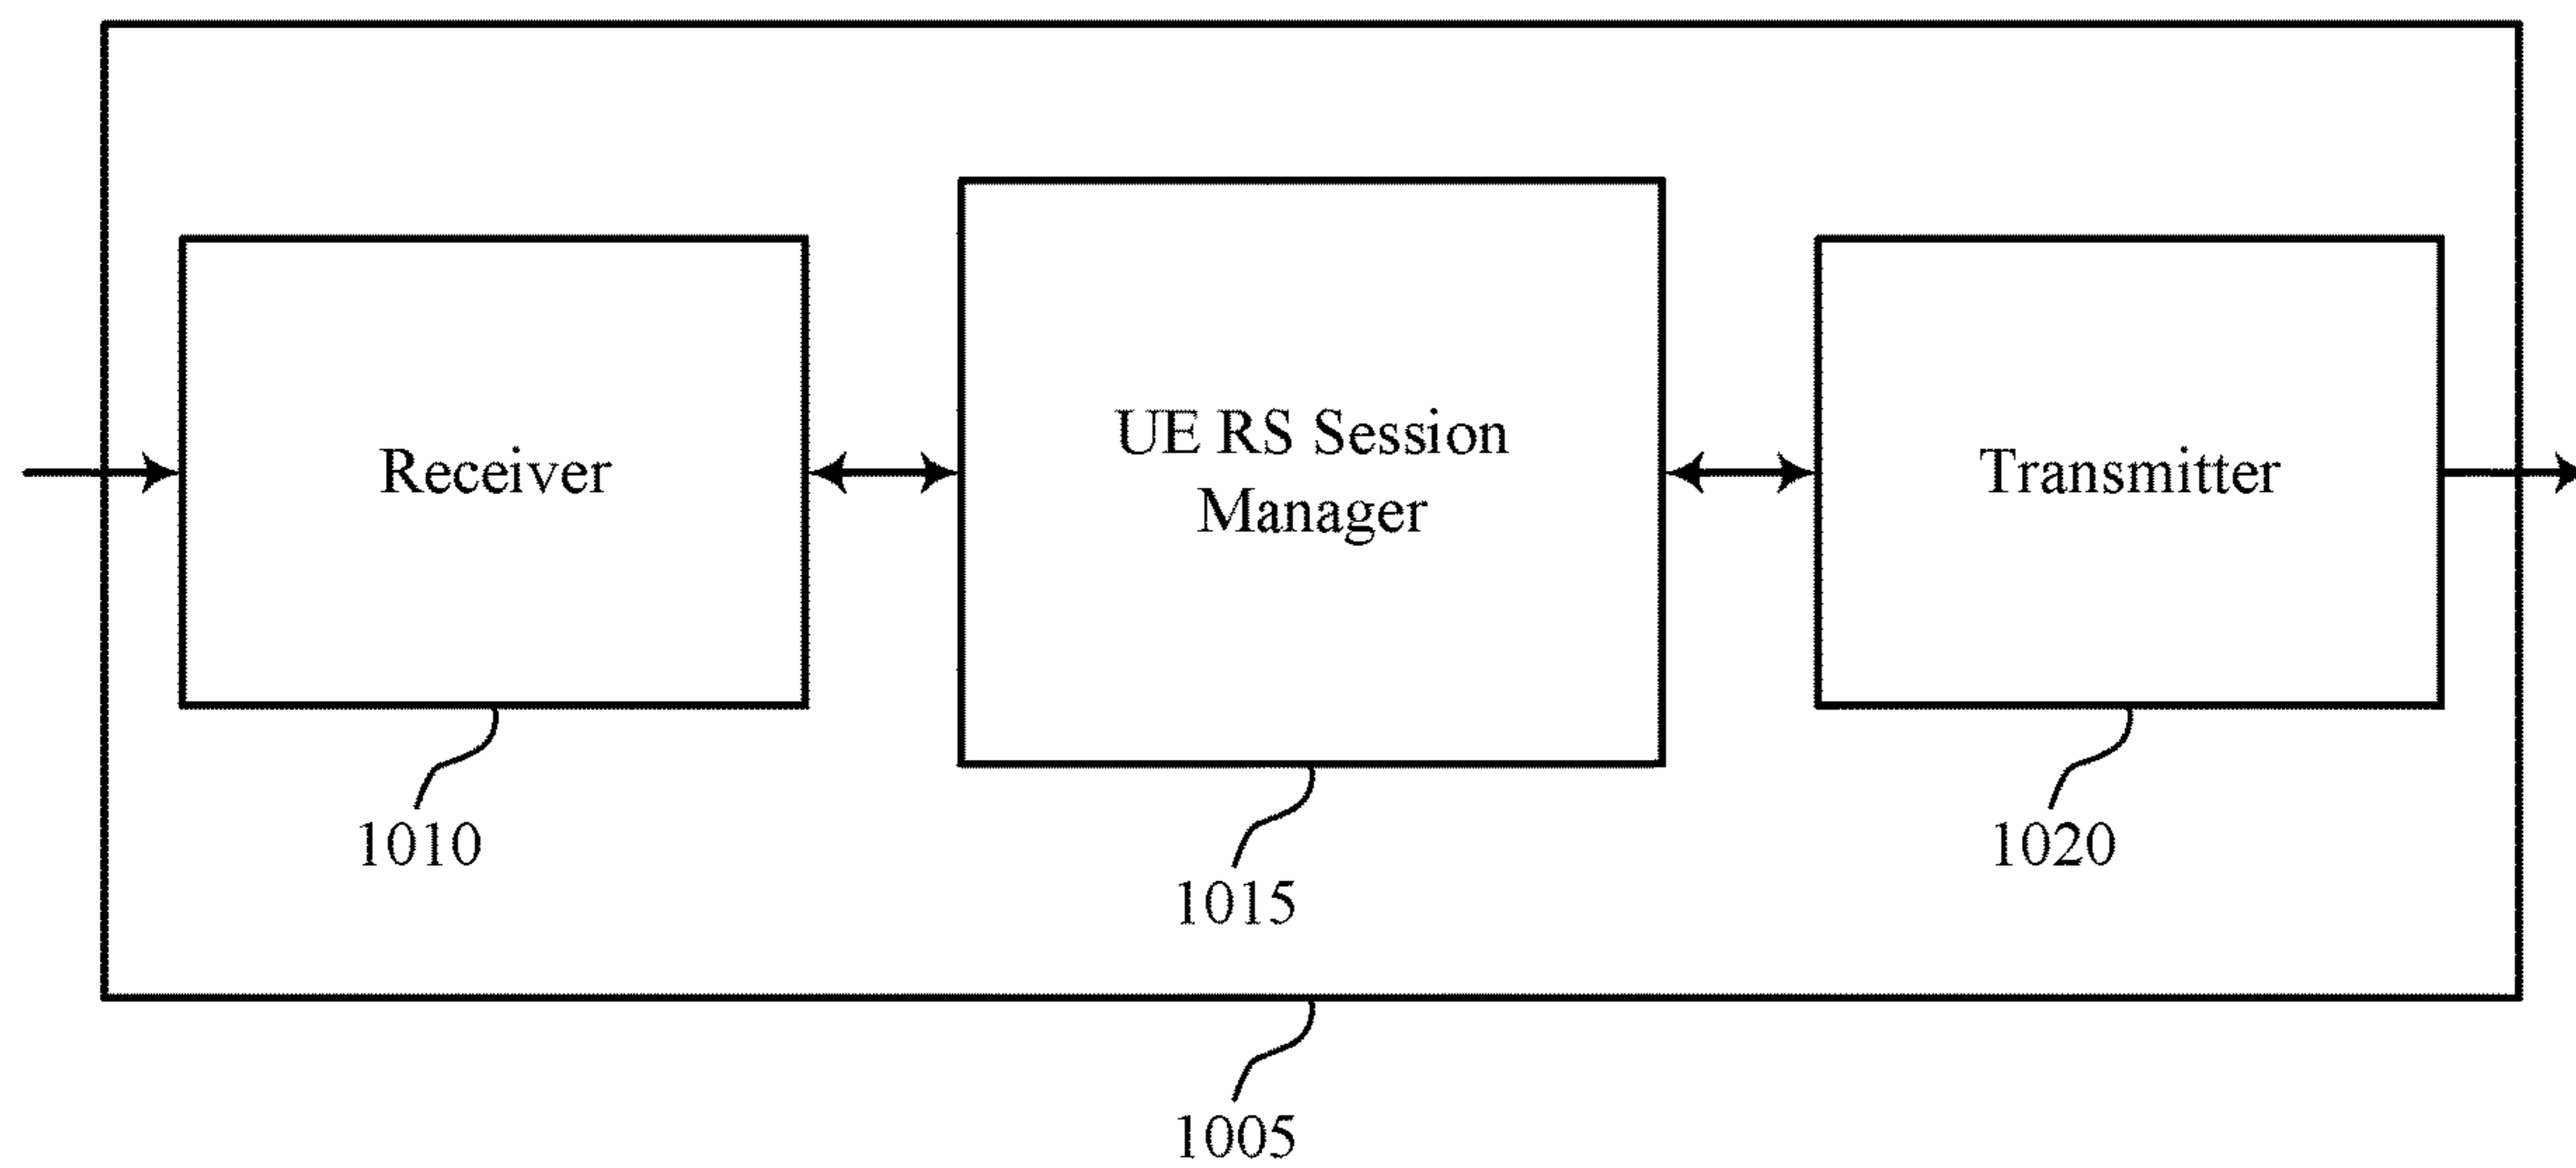 Receiver
UE RS Session
Manager
Transmitter
1010
1015
1020
1005